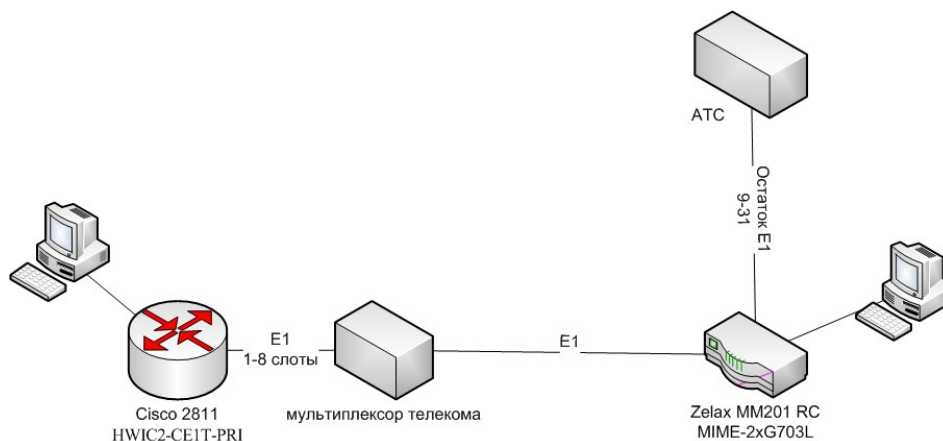 АТС
Остаток E1
9-31
E1
1-8 слоты
E1
Cisco 2811
HWIC2-CE1T-PRI
мультиплексор телекома
Zelax MM201 RC
MIME-2xG703L